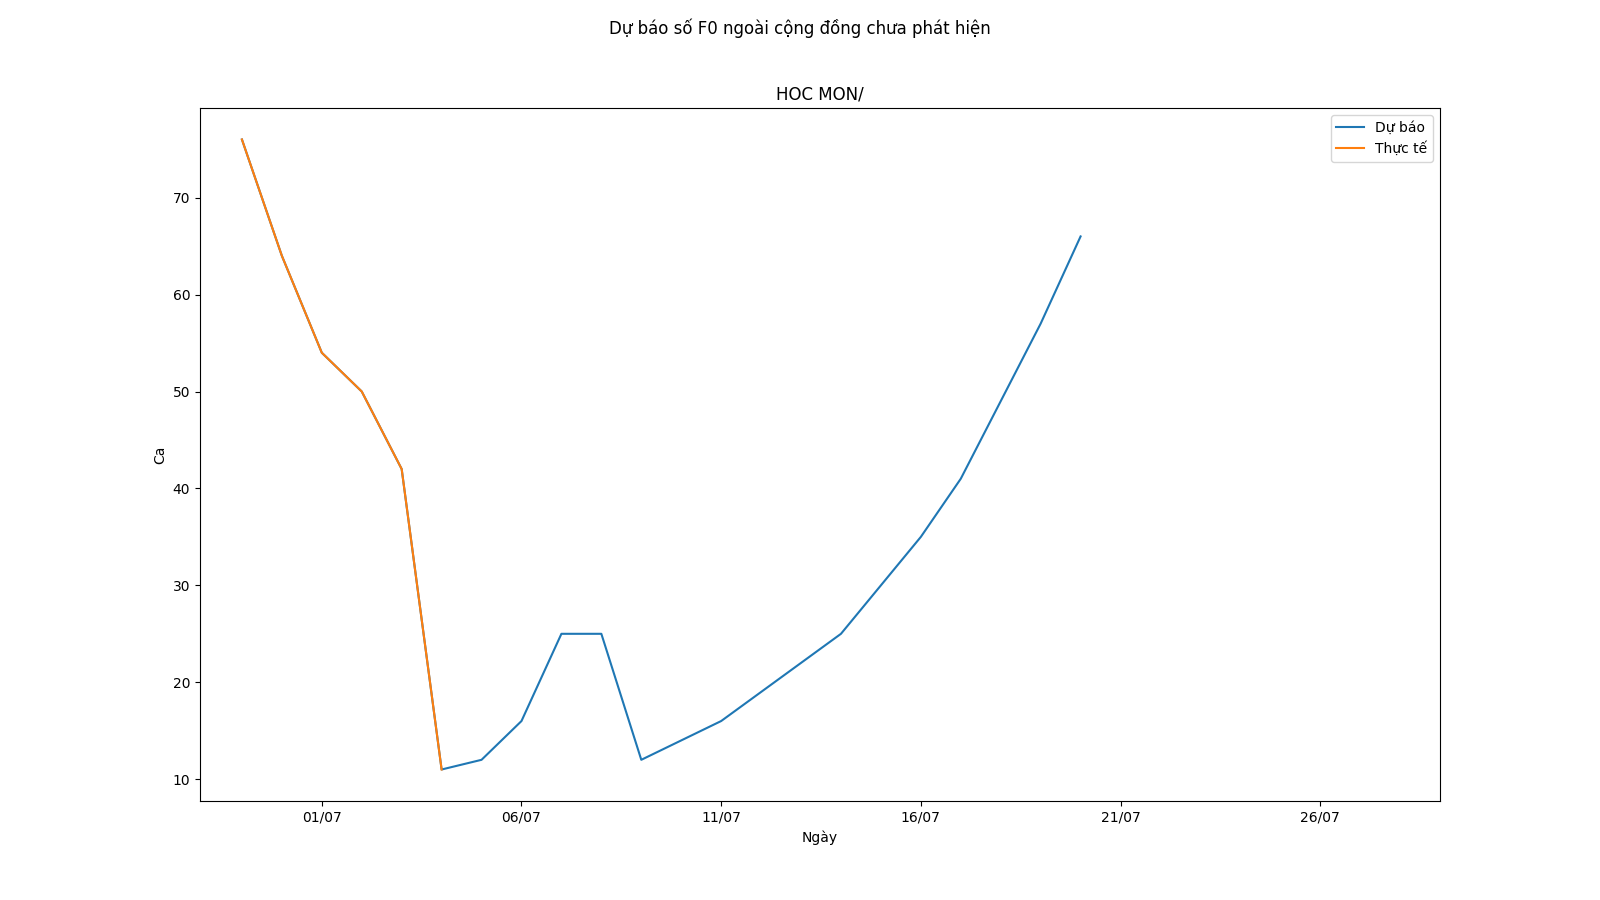 Dự báo số F0 ngoài cộng đồng chưa phát hiện
HOC MON/
Dự báo
Thực tế
70
60
50
40
30
20
10
Ca
01/07
06/07
11/07
16/07
21/07
26/07
Ngày